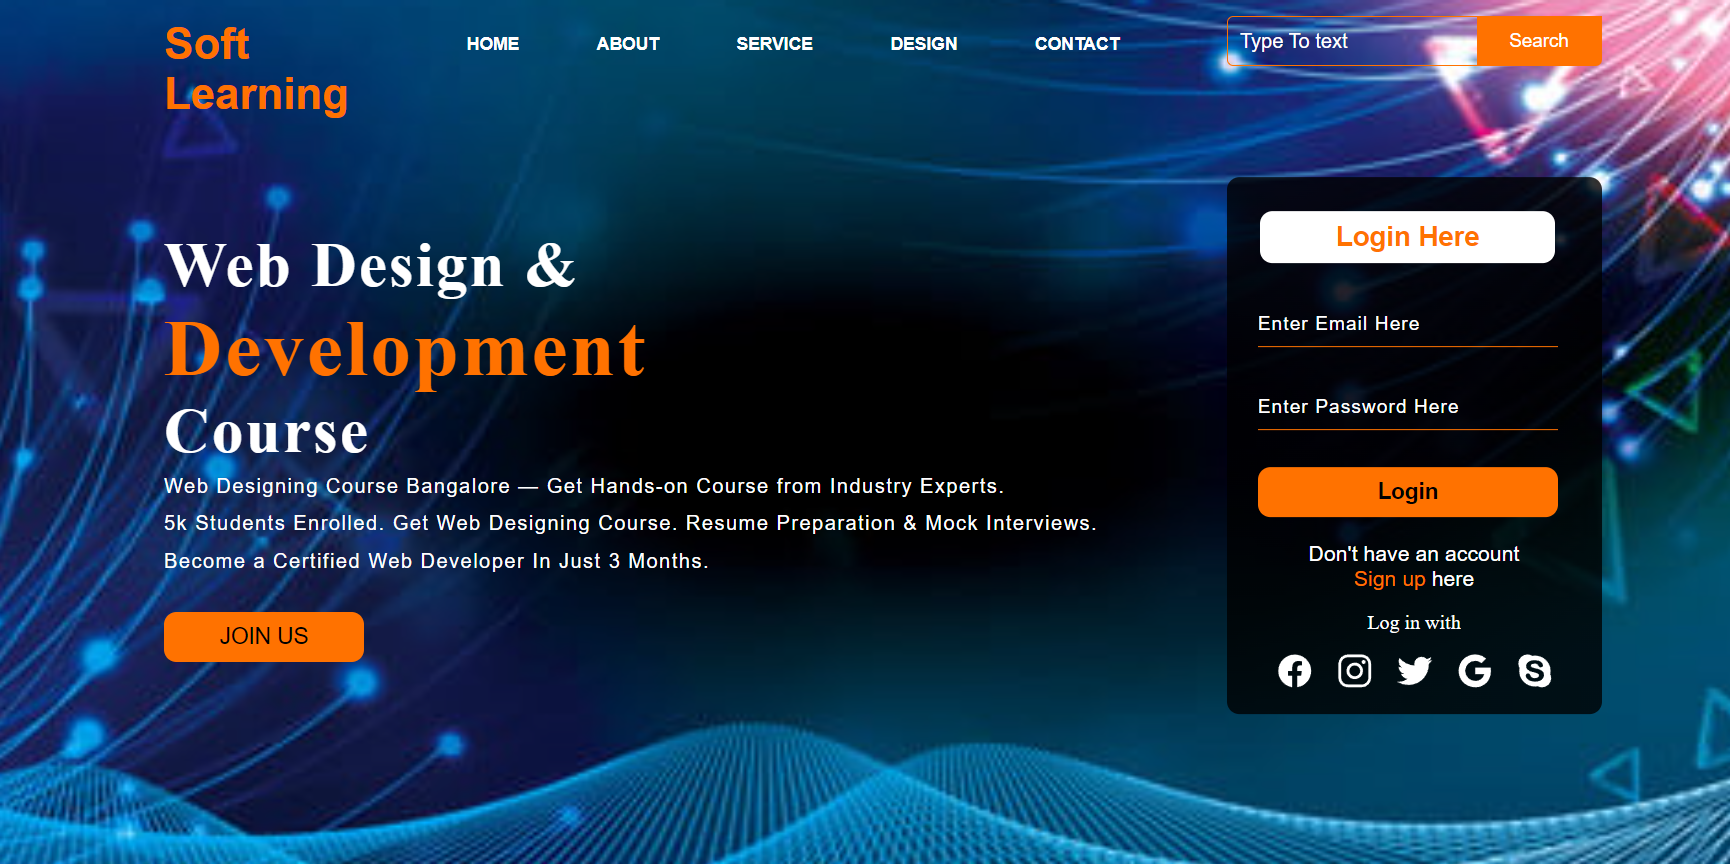 Soft
Learning
HOME ABOUT SERVICE DESIGN CONTACT
Type To text Search
Web Design &
Development
Course
Web Designing Course Bangalore — Get Hands-on Course from Industry Experts.
5k Students Enrolled. Get Web Designing Course. Resume Preparation & Mock Interviews.
Become a Certified Web Developer In Just 3 Months.
JOIN US
Login Here
Enter Email Here
Enter Password Here
Login
Don't have an account
Sign up here
Log in with